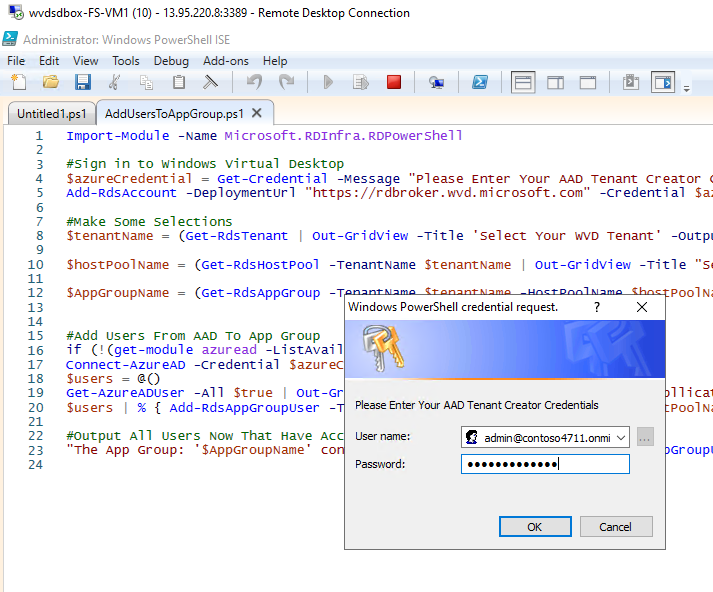 wvdsdbox-FS-VM1 (10) - 13.95.220.8:3389 - Remote Desktop Connection
Administrator: Windows PowerShell ISE
File Edit View Tools Debug Add-ons Help
Untitled1.ps1 AddUsersToAppGroup.ps1
1 Import-Module -Name Microsoft.RDInfra.RDPowerShell
2
3 #Sign in to Windows Virtual Desktop
4 $azureCredential = Get-Credential -Message "Please Enter Your AAD Tenant Creator C
5 Add-RdsAccount -DeploymentUrl "https://rdbroker.wvd.microsoft.com" -Credential $az
6
7 #Make Some Selections
8 $tenantName = (Get-RdsTenant | Out-GridView -Title 'Select Your WVD Tenant' -Outpu
9
10 $hostPoolName = (Get-RdsHostPool -TenantName $tenantName | Out-GridView -Title "Se
11
12 $AppGroupName = (Get-RdsAppGroup -TenantName $tenantName -HostPoolName $hostPoolNa
13
14
15 #Add Users From AAD To App Group
16 if (!(get-module azuread -ListAvail
17 Connect-AzureAD -Credential $azureC
18 $users = @()
19 Get-AzureADUser -All $true | Out-Gr pplicat
20 $users | % { Add-RdsAppGroupUser -T stPoolNa
21
22 #Output All Users Now That Have Acc
23 "The App Group: '$AppGroupName' con ppGroupU
24
Windows PowerShell credential request. ?
Please Enter Your AAD Tenant Creator Credentials
User name: admin@contoso4711.onmi ...
Password: ●●●●●●●●●●●●●
OK Cancel